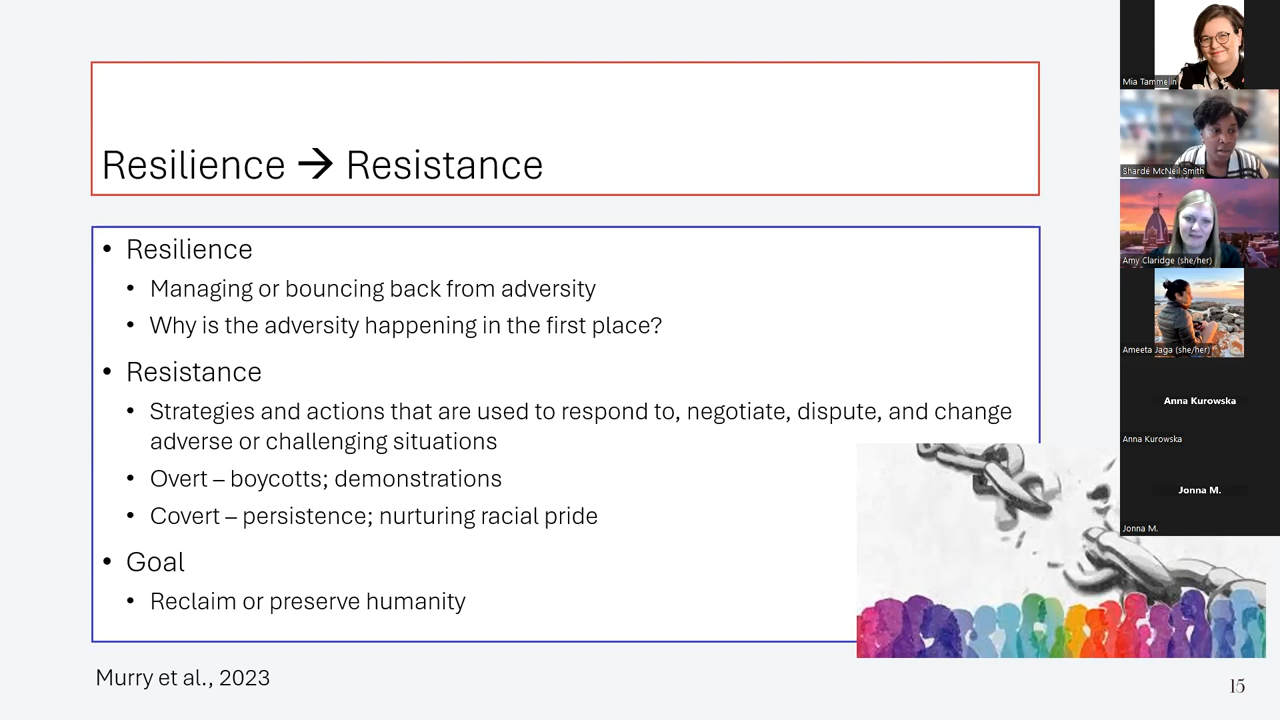 Resilience → Resistance
• Resilience
• Managing or bouncing back from adversity
• Why is the adversity happening in the first place?
• Resistance
• Strategies and actions that are used to respond to, negotiate, dispute, and change
adverse or challenging situations
• Overt – boycotts; demonstrations
• Covert – persistence; nurturing racial pride
• Goal
• Reclaim or preserve humanity
Murry et al., 2023
15
Mia Tammelin
Shardé McNeil Smith
Amy Claridge (she/her)
Ameeta Jaga (she/her)
Anna Kurowska
Anna Kurowska
Jonna M.
Jonna M.